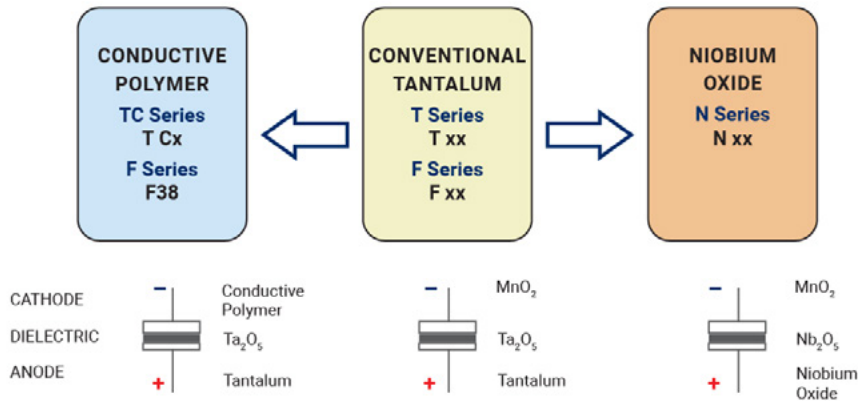 CONDUCTIVE
POLYMER
TC Series
T Cx
F Series
F38
CONVENTIONAL
TANTALUM
T Series
T xx
F Series
F xx
NIOBIUM
OXIDE
N Series
N xx
CATHODE
DIELECTRIC
ANODE
−
Conductive
Polymer
Ta₂O₅
+
Tantalum
−
MnO₂
Ta₂O₅
+
Tantalum
−
MnO₂
Nb₂O₅
+
Niobium
Oxide